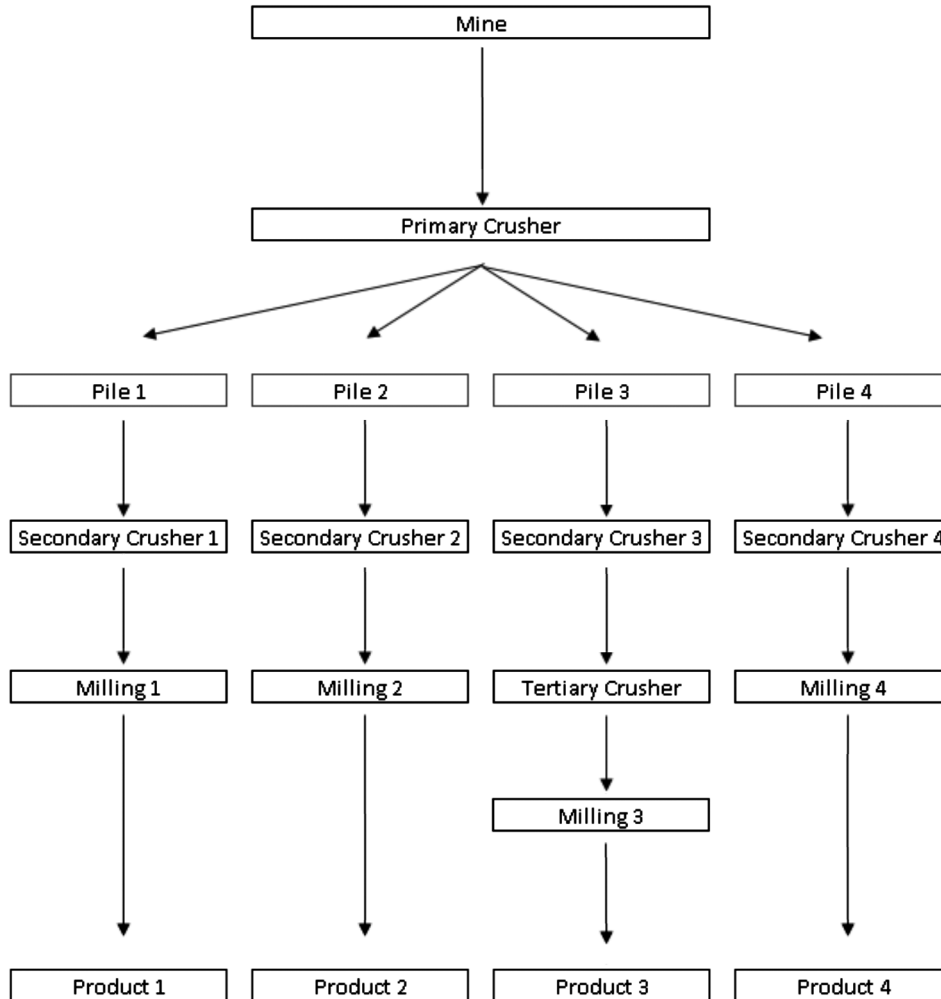 Mine
Primary Crusher
Pile 1
Pile 2
Pile 3
Pile 4
Secondary Crusher 1
Secondary Crusher 2
Secondary Crusher 3
Secondary Crusher 4
Milling 1
Milling 2
Tertiary Crusher
Milling 4
Milling 3
Product 1
Product 2
Product 3
Product 4